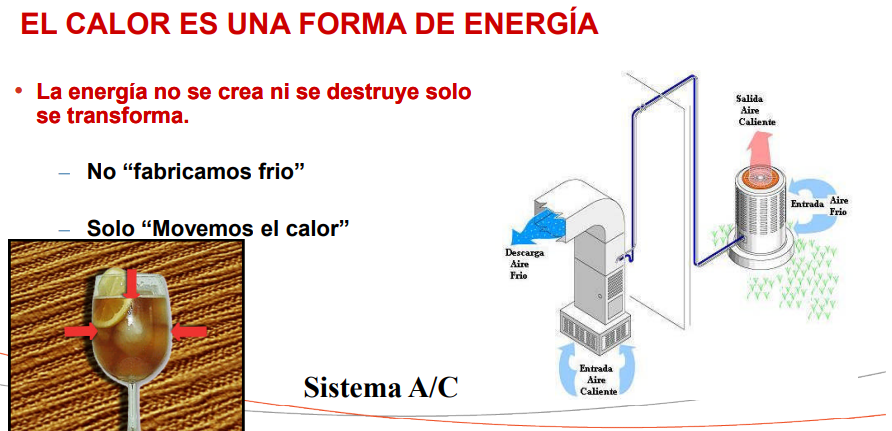 EL CALOR ES UNA FORMA DE ENERGÍA
• La energía no se crea ni se destruye solo
se transforma.
– No “fabricamos frio”
– Solo “Movemos el calor”
Sistema A/C
Salida
Aire
Caliente
Entrada
Aire
Frio
Descarga
Aire
Frio
Entrada
Aire
Caliente